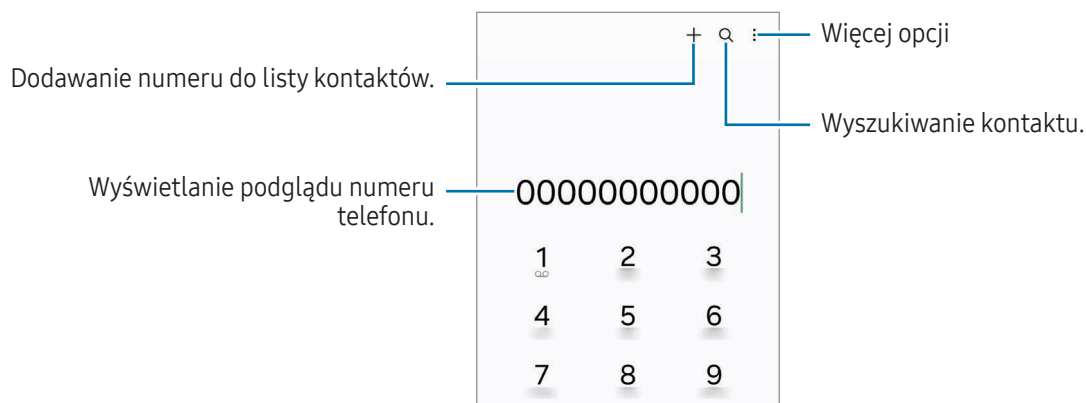 Więcej opcji
Dodawanie numeru do listy kontaktów.
Wyszukiwanie kontaktu.
Wyświetlanie podglądu numeru
telefonu.
00000000000
1 2 3
4 5 6
7 8 9